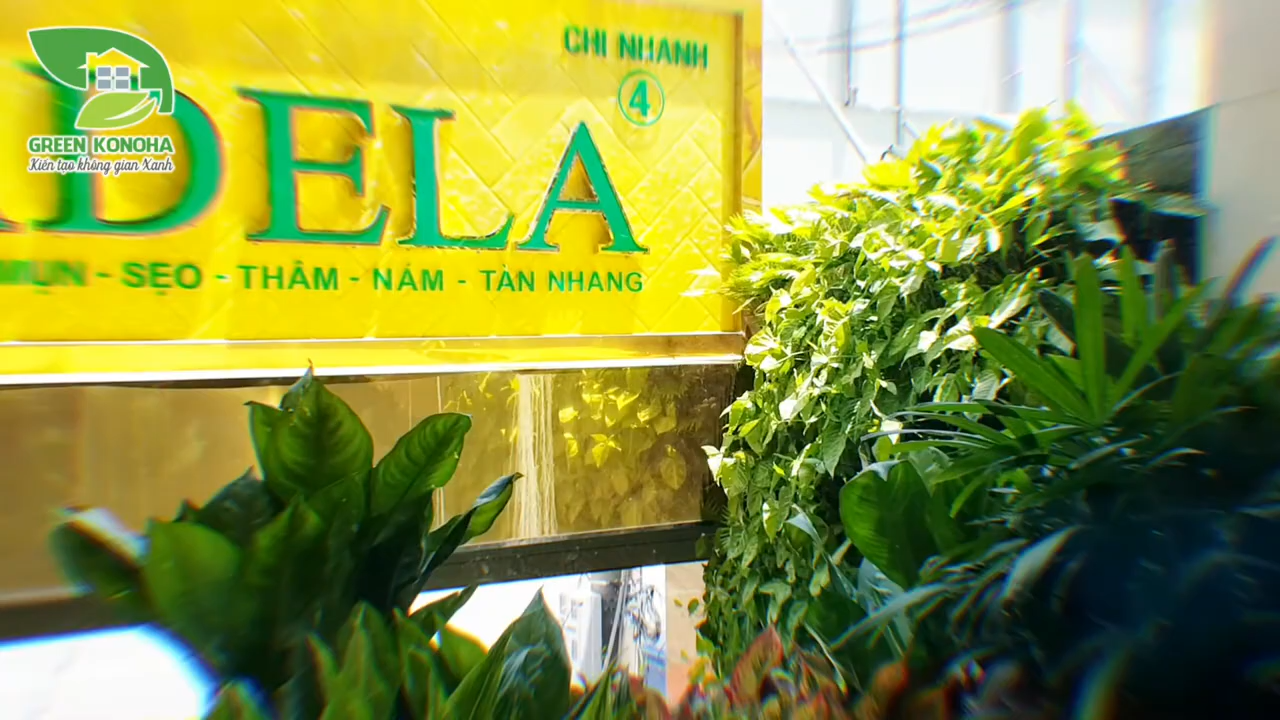 GREEN KONOHA
Kiến tạo không gian Xanh
CHI NHANH
4
DELA
MỤN - SẸO - THÂM - NÁM - TÀN NHANG